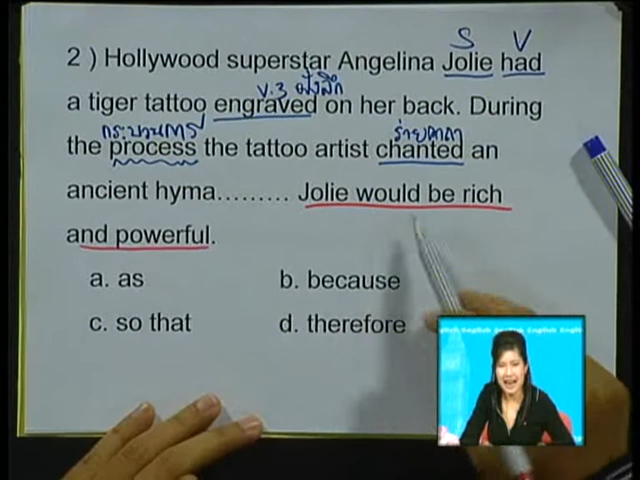 S V
2 ) Hollywood superstar Angelina Jolie had
v.3 ฝังลึก
a tiger tattoo engraved on her back. During
กระบวนการ ร่ายคาถา
the process the tattoo artist chanted an
ancient hyma......... Jolie would be rich
and powerful.
a. as b. because
c. so that d. therefore
English